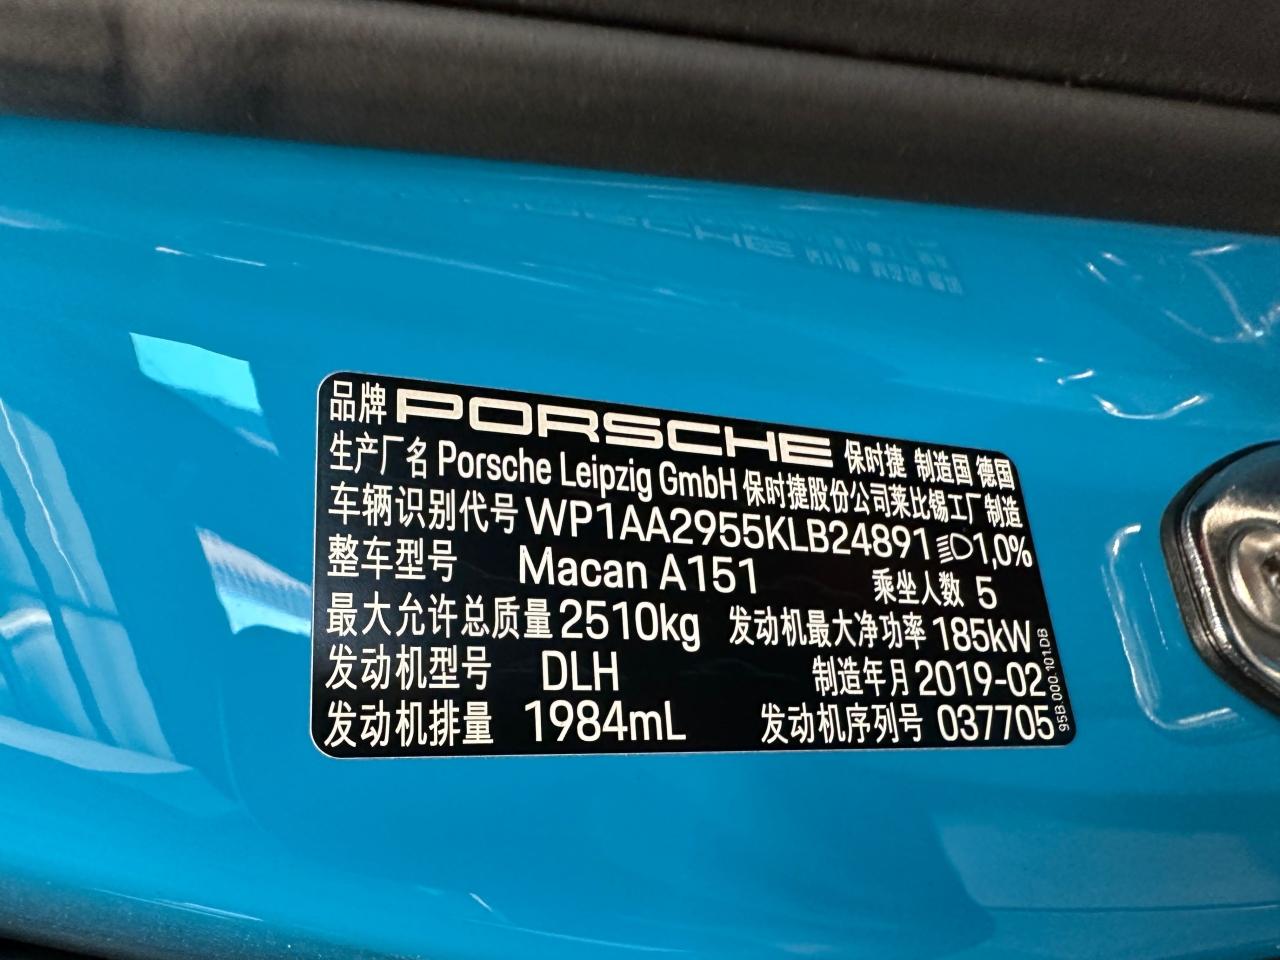 品牌 PORSCHE 保时捷 制造国 德国
生产厂名 Porsche Leipzig GmbH 保时捷股份公司莱比锡工厂制造
车辆识别代号 WP1AA2955KLB24891 1,0%
整车型号 Macan A151 乘坐人数 5
最大允许总质量 2510kg 发动机最大净功率 185kW
发动机型号 DLH 制造年月 2019-02
发动机排量 1984mL 发动机序列号 037705
95B.000.101.DB